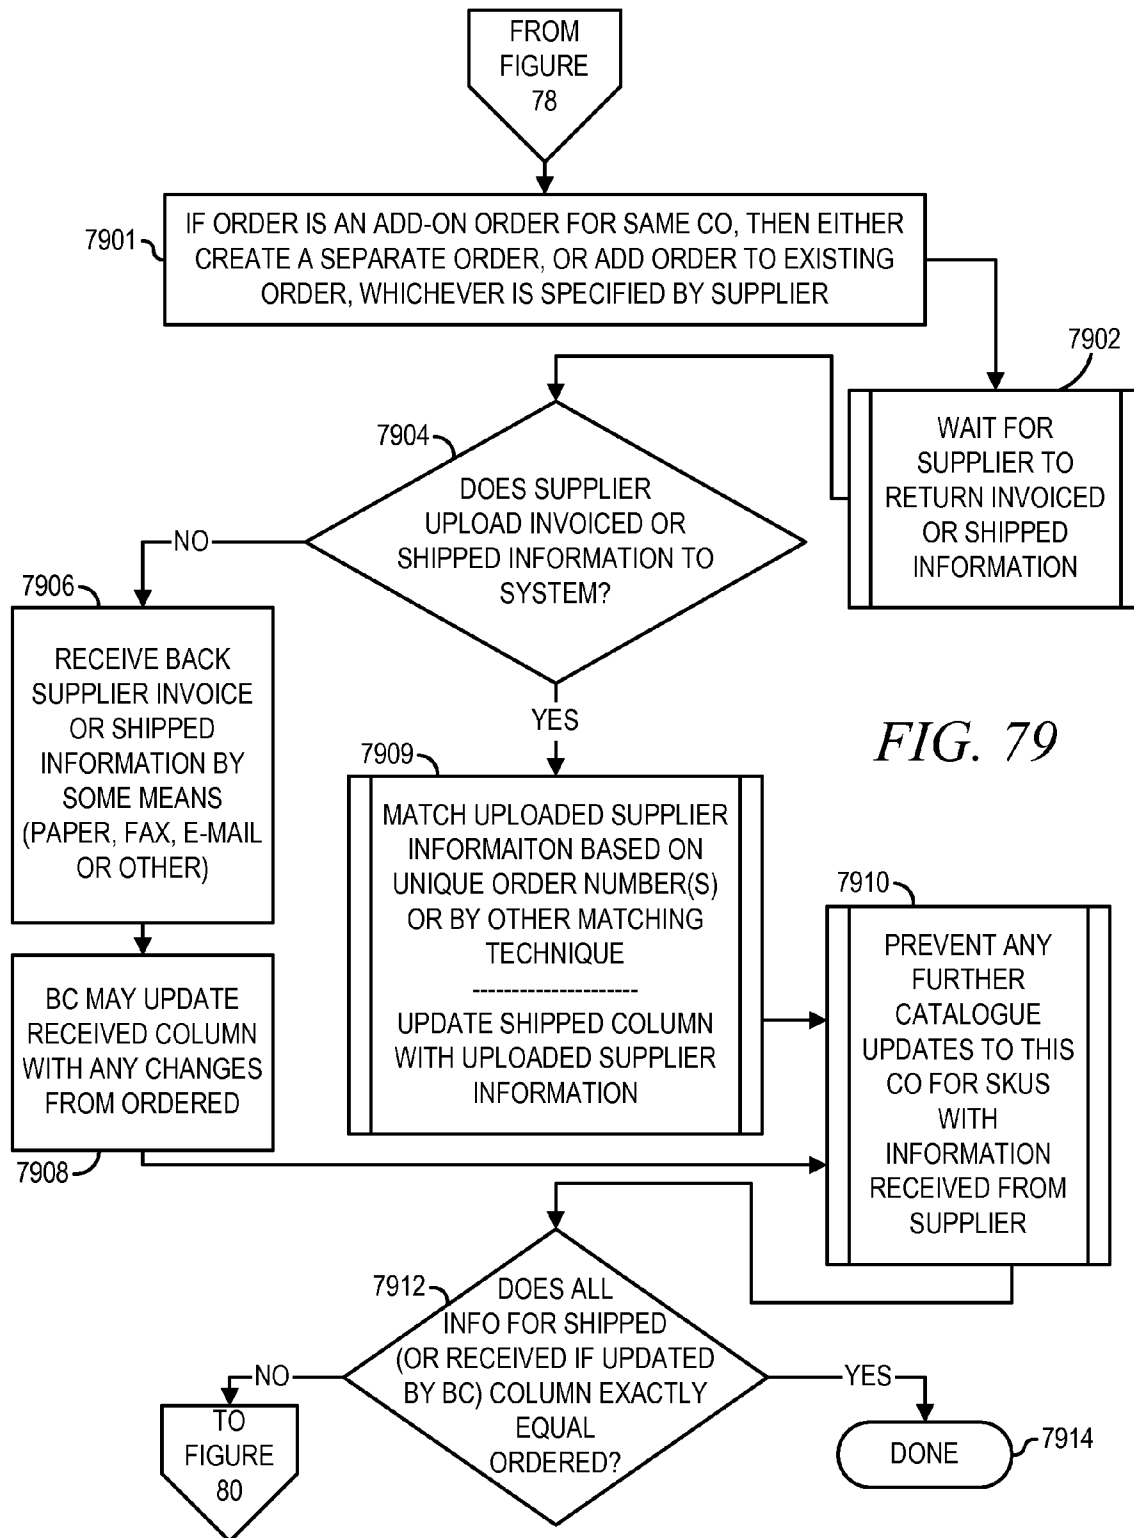 FROM
FIGURE
78
7901
IF ORDER IS AN ADD-ON ORDER FOR SAME CO, THEN EITHER
CREATE A SEPARATE ORDER, OR ADD ORDER TO EXISTING
ORDER, WHICHEVER IS SPECIFIED BY SUPPLIER
7902
WAIT FOR
SUPPLIER TO
RETURN INVOICED
OR SHIPPED
INFORMATION
7904
DOES SUPPLIER
UPLOAD INVOICED OR
SHIPPED INFORMATION TO
SYSTEM?
NO
YES
7906
RECEIVE BACK
SUPPLIER INVOICE
OR SHIPPED
INFORMATION BY
SOME MEANS
(PAPER, FAX, E-MAIL
OR OTHER)
FIG. 79
7909
MATCH UPLOADED SUPPLIER
INFORMAITON BASED ON
UNIQUE ORDER NUMBER(S)
OR BY OTHER MATCHING
TECHNIQUE
---------------------
UPDATE SHIPPED COLUMN
WITH UPLOADED SUPPLIER
INFORMATION
BC MAY UPDATE
RECEIVED COLUMN
WITH ANY CHANGES
FROM ORDERED
7908
7910
PREVENT ANY
FURTHER
CATALOGUE
UPDATES TO THIS
CO FOR SKUS
WITH
INFORMATION
RECEIVED FROM
SUPPLIER
7912
DOES ALL
INFO FOR SHIPPED
(OR RECEIVED IF UPDATED
BY BC) COLUMN EXACTLY
EQUAL
ORDERED?
NO
YES
TO
FIGURE
80
DONE
7914